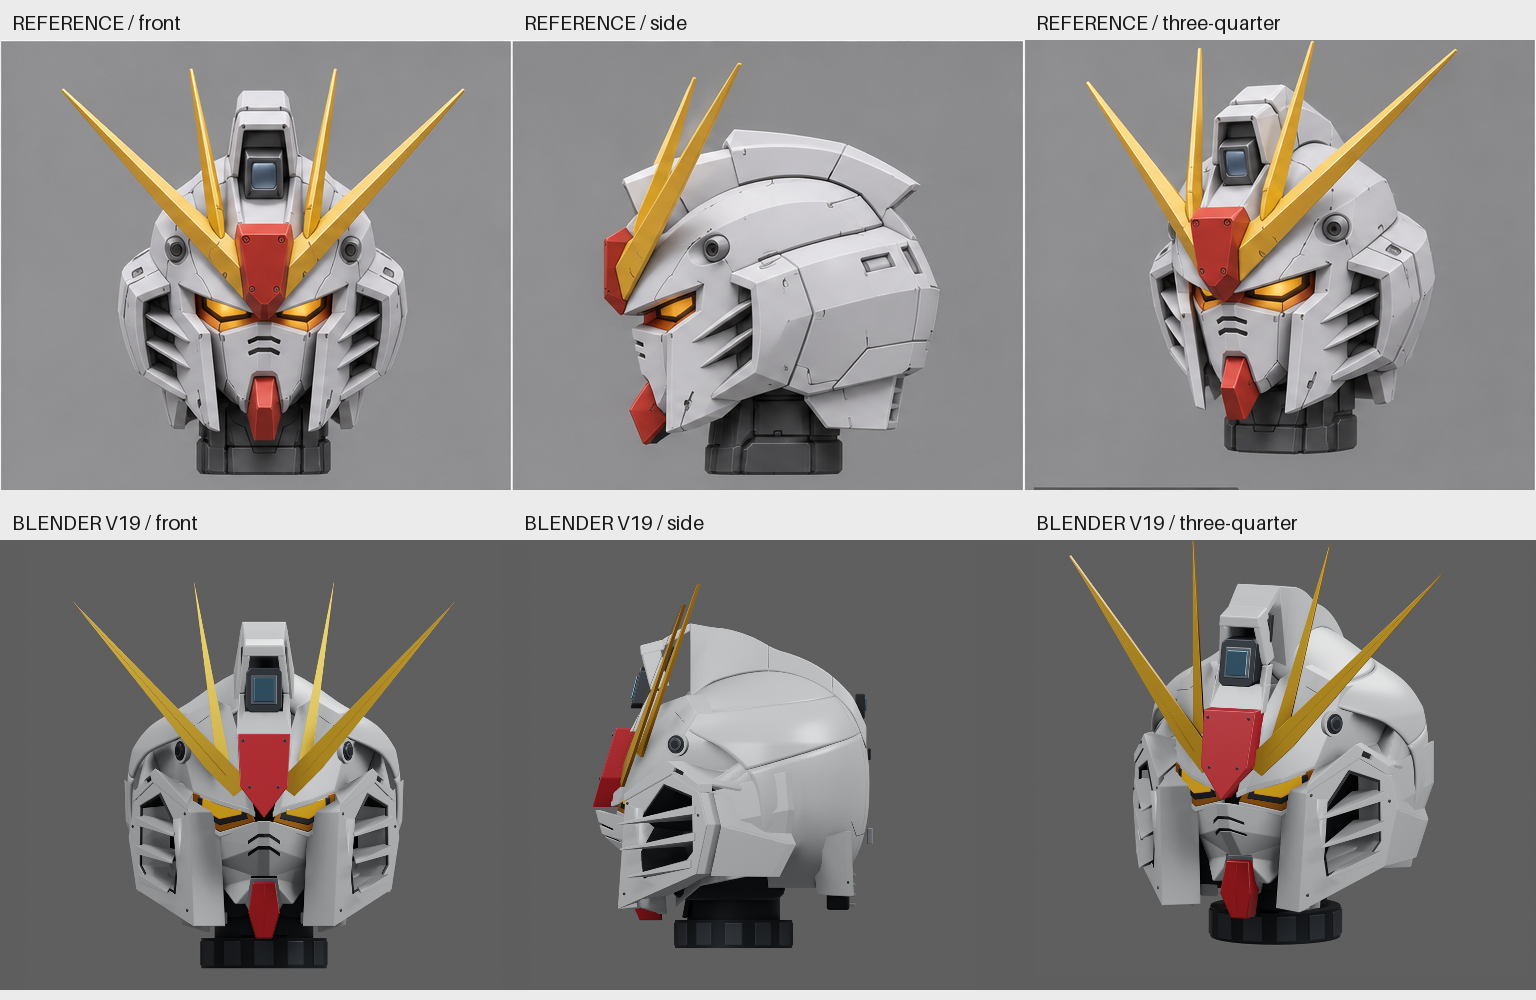 REFERENCE / front
REFERENCE / side
REFERENCE / three-quarter
BLENDER V19 / front
BLENDER V19 / side
BLENDER V19 / three-quarter